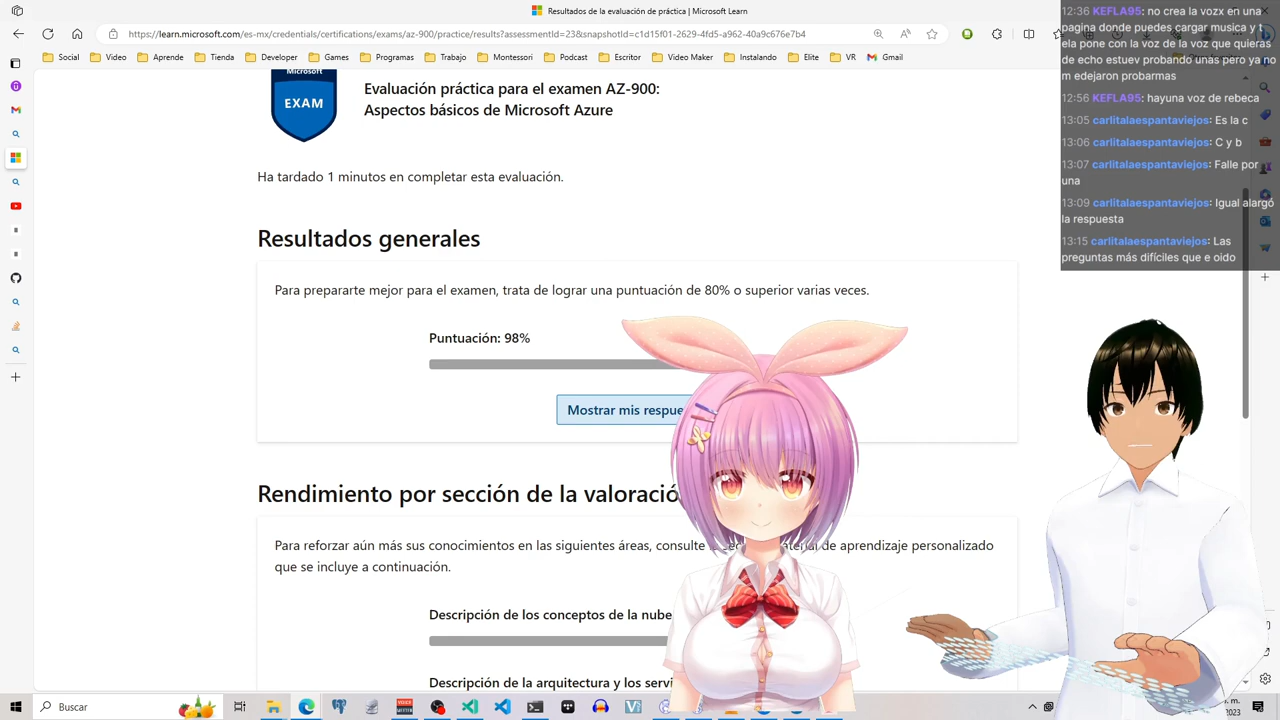 Resultados de la evaluación de práctica | Microsoft Learn
https://learn.microsoft.com/es-mx/credentials/certifications/exams/az-900/practice/results?assessmentId=23&snapshotId=c1d15f01-2629-4fd5-a962-40a9c676e7b4
Social Video Aprende Tienda Developer Games Programas Trabajo Montessori Podcast Escritor Video Maker Instalando Elite VR Gmail
Microsoft
EXAM
Evaluación práctica para el examen AZ-900:
Aspectos básicos de Microsoft Azure
Ha tardado 1 minutos en completar esta evaluación.
Resultados generales
Para prepararte mejor para el examen, trata de lograr una puntuación de 80% o superior varias veces.
Puntuación: 98%
Mostrar mis respue
Rendimiento por sección de la valoració
Para reforzar aún más sus conocimientos en las siguientes áreas, consulte de aprendizaje personalizado
que se incluye a continuación.
Descripción de los conceptos de la nube
Descripción de la arquitectura y los servi
12:36 KEFLA95: no crea la vozx en una
pagina donde puedes cargar musica y t
ela pone con la voz de la voz que quieras
de echo estuev probando unas pero ya no
m edejaron probarmas
12:56 KEFLA95: hayuna voz de rebeca
13:05 carlitalaespantaviejos: Es la c
13:06 carlitalaespantaviejos: C y b
13:07 carlitalaespantaviejos: Falle por
una
13:09 carlitalaespantaviejos: Igual alargó
la respuesta
13:15 carlitalaespantaviejos: Las
preguntas más difíciles que e oido
Buscar
2023